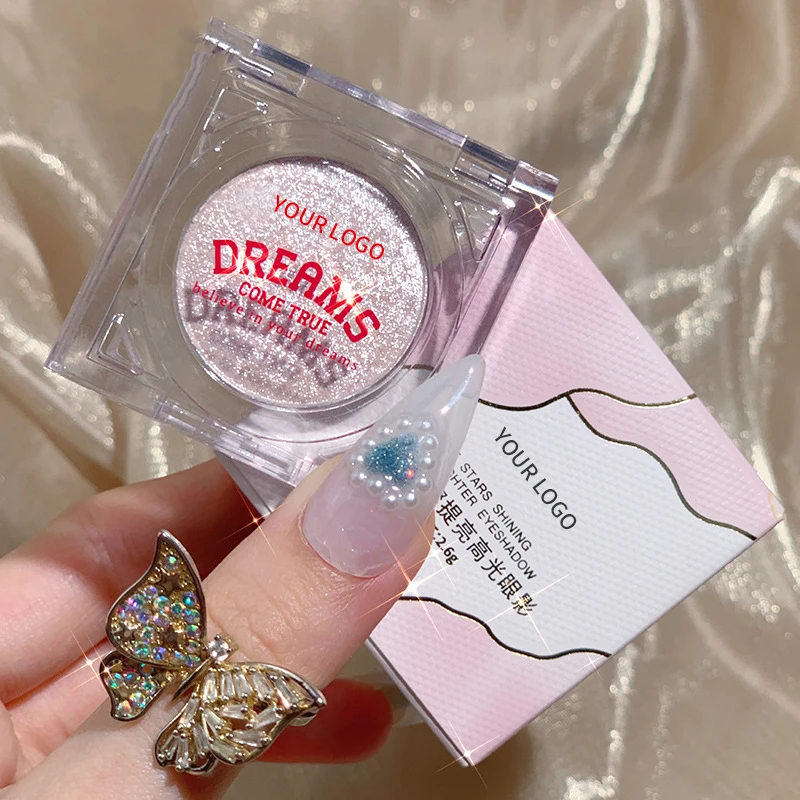 YOUR LOGO
DREAMS
COME TRUE
believe in your dreams
YOUR LOGO
STARS SHINING
EYESHADOW
提亮高光眼影
2.6g